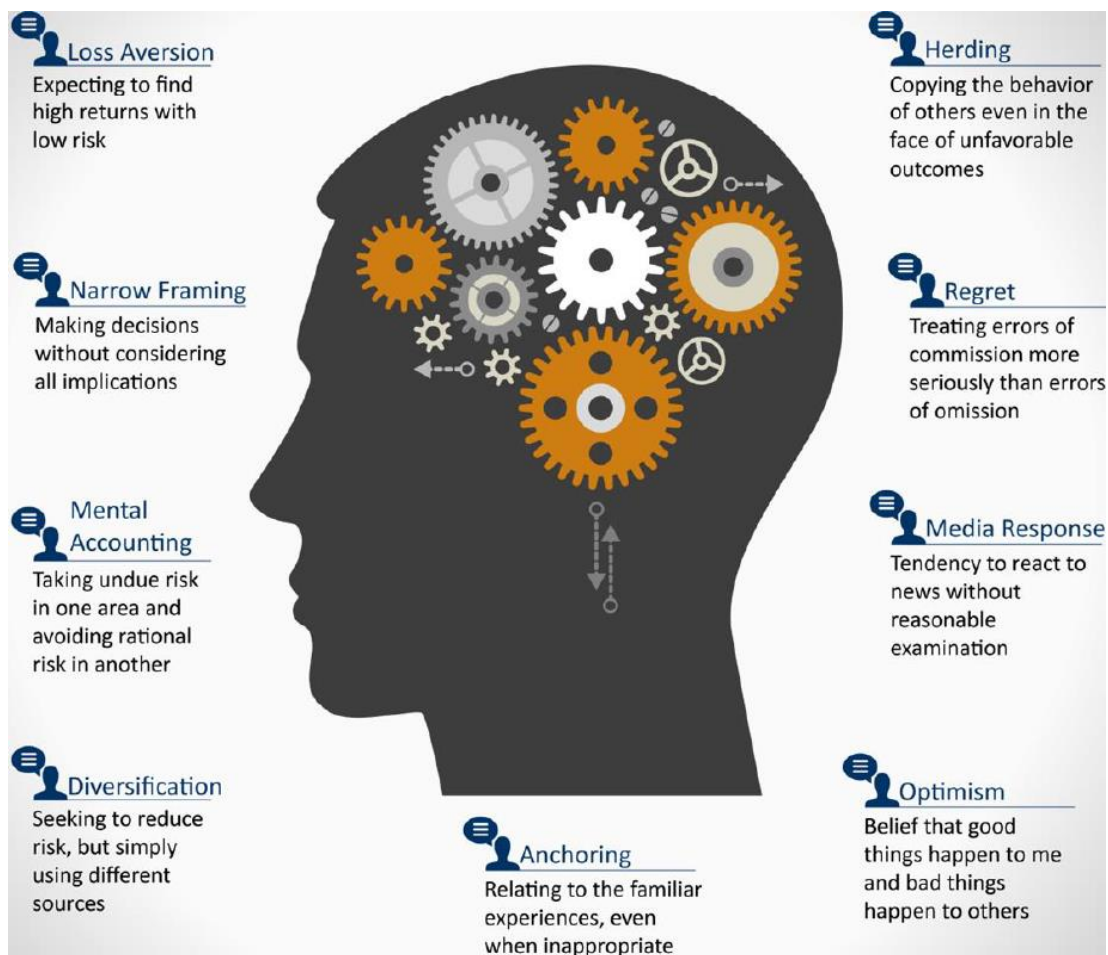 Loss Aversion
Expecting to find
high returns with
low risk
Narrow Framing
Making decisions
without considering
all implications
Mental
Accounting
Taking undue risk
in one area and
avoiding rational
risk in another
Diversification
Seeking to reduce
risk, but simply
using different
sources
Anchoring
Relating to the familiar
experiences, even
when inappropriate
Herding
Copying the behavior
of others even in the
face of unfavorable
outcomes
Regret
Treating errors of
commission more
seriously than errors
of omission
Media Response
Tendency to react to
news without
reasonable
examination
Optimism
Belief that good
things happen to me
and bad things
happen to others